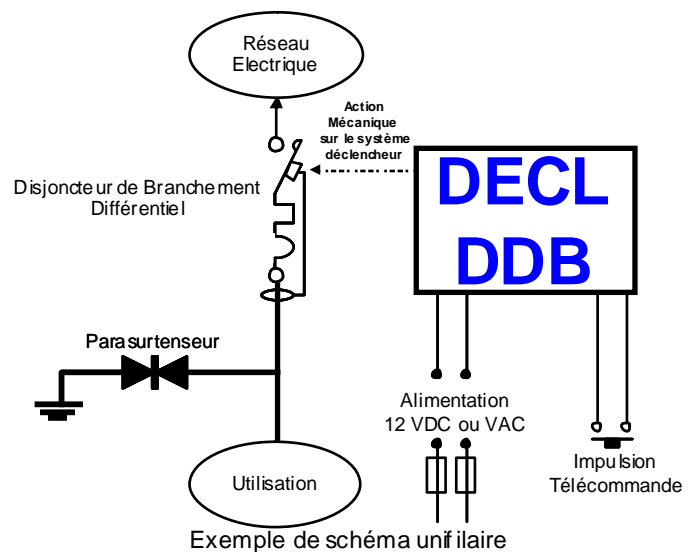 Réseau
Electrique
Action
Mécanique
sur le système
déclencheur
DECL
DDB
Disjoncteur de Branchement
Différentiel
Parasurtenseur
Alimentation
12 VDC ou VAC
Impulsion
Télécommande
Utilisation
Exemple de schéma unifilaire